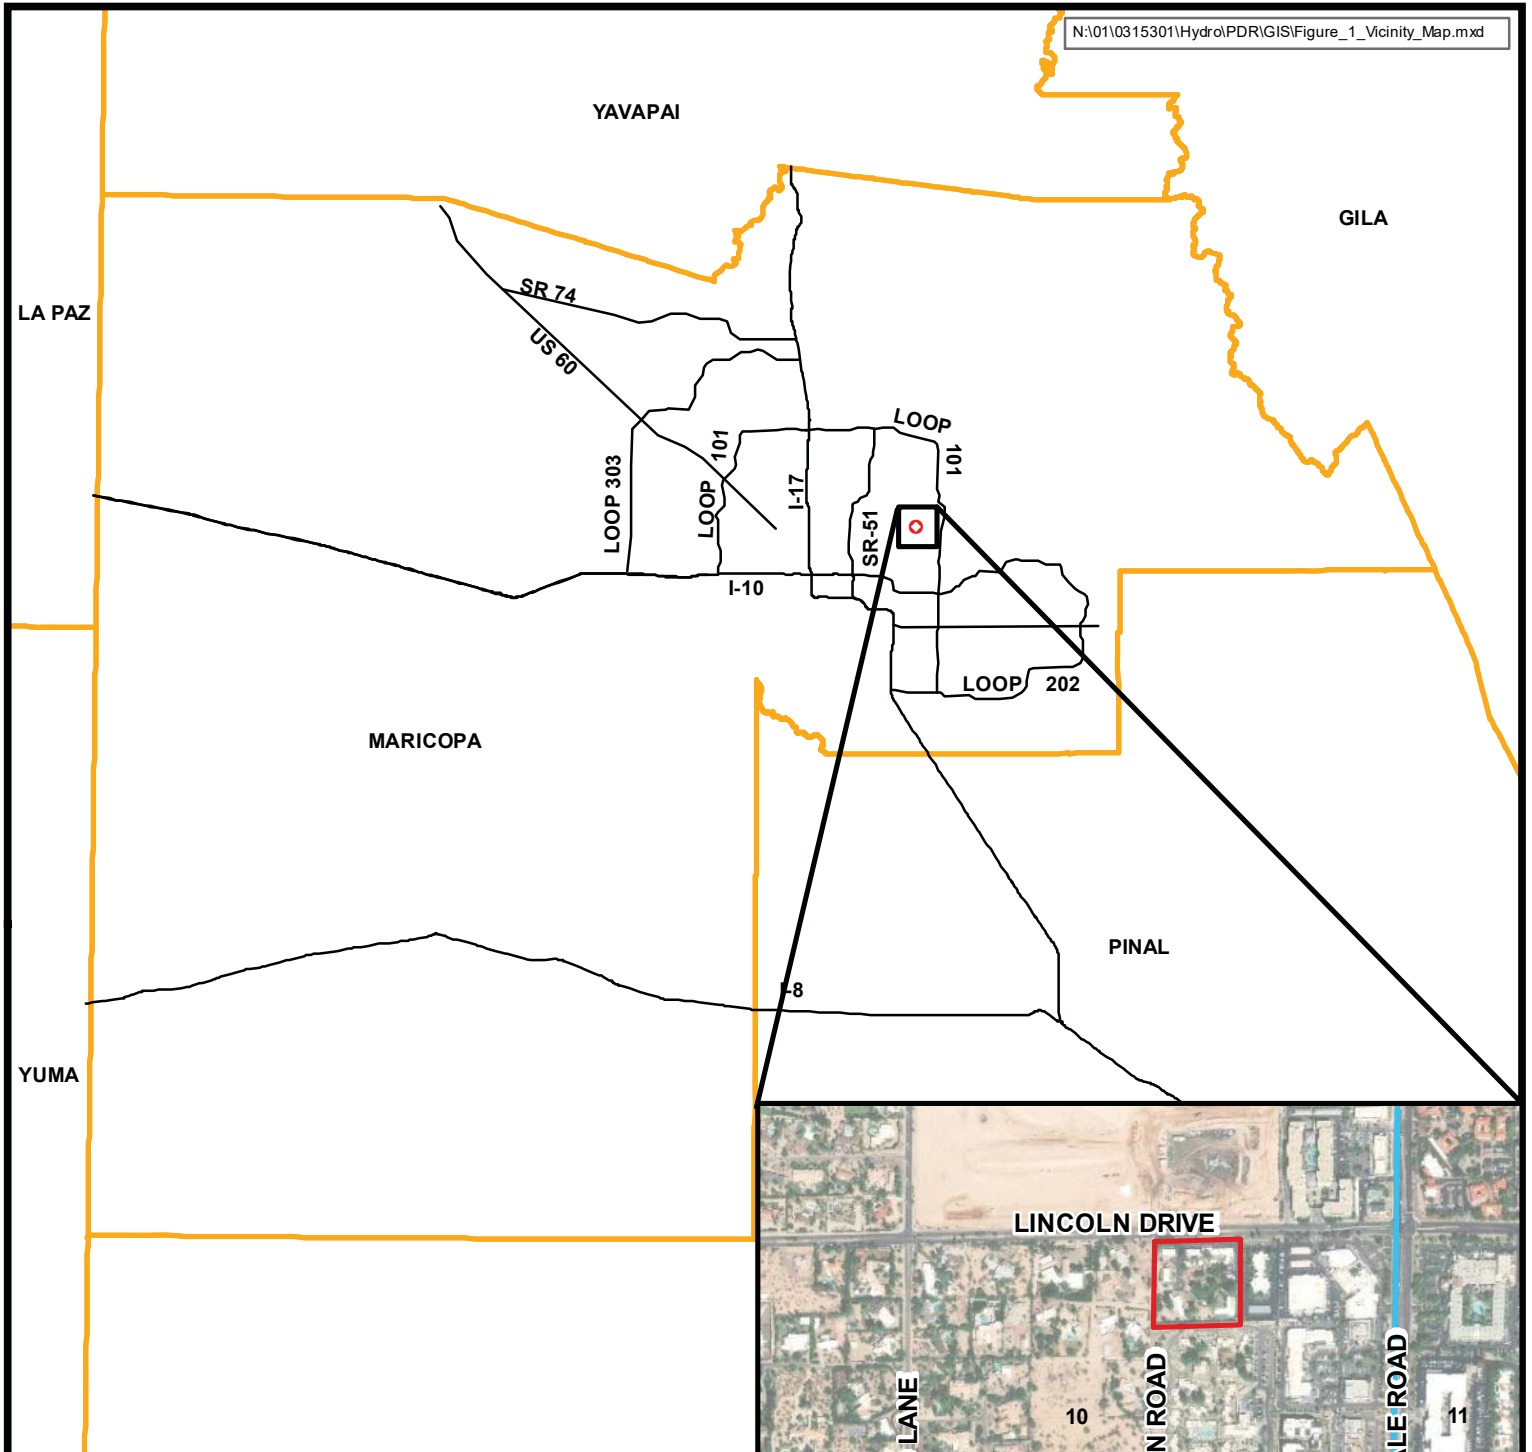 N:\01\0315301\Hydro\PDR\GIS\Figure_1_Vicinity_Map.mxd
YAVAPAI
GILA
LA PAZ
SR 74
US 60
LOOP
101
LOOP 303
LOOP
101
I-17
SR-51
I-10
LOOP 202
MARICOPA
PINAL
I-8
YUMA
LINCOLN DRIVE
LANE
10
N ROAD
LE ROAD
11